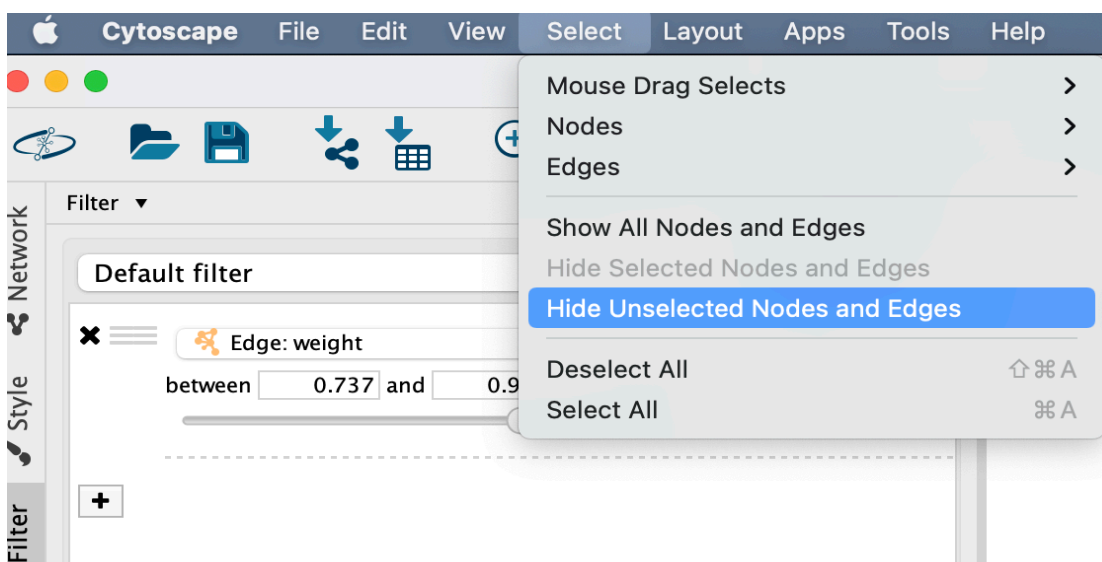 Cytoscape File Edit View Select Layout Apps Tools Help
Mouse Drag Selects
Nodes
Edges
Show All Nodes and Edges
Hide Selected Nodes and Edges
Hide Unselected Nodes and Edges
Deselect All ⇧⌘A
Select All ⌘A
Network
Style
Filter
Filter ▼
Default filter
Edge: weight
between 0.737 and 0.9